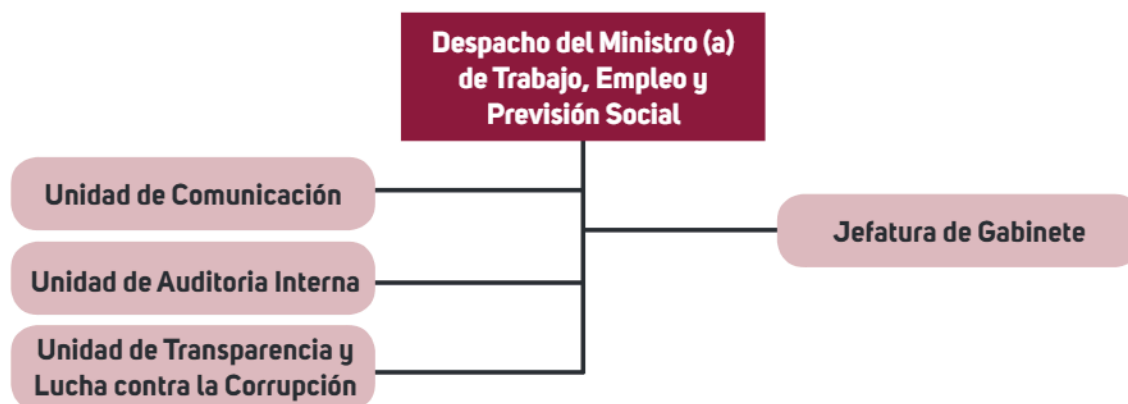 Despacho del Ministro (a)
de Trabajo, Empleo y
Previsión Social
Unidad de Comunicación
Unidad de Auditoria Interna
Unidad de Transparencia y
Lucha contra la Corrupción
Jefatura de Gabinete